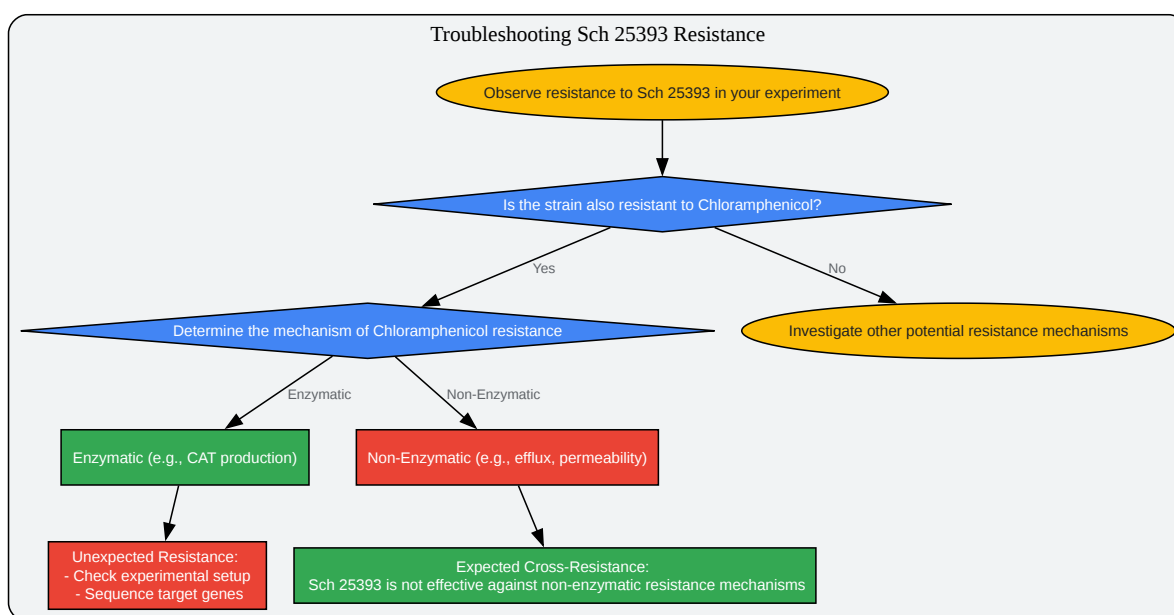 Troubleshooting Sch 25393 Resistance
Observe resistance to Sch 25393 in your experiment
Is the strain also resistant to Chloramphenicol?
Yes
No
Determine the mechanism of Chloramphenicol resistance
Investigate other potential resistance mechanisms
Enzymatic
Non-Enzymatic
Enzymatic (e.g., CAT production)
Non-Enzymatic (e.g., efflux, permeability)
Unexpected Resistance:
- Check experimental setup
- Sequence target genes
Expected Cross-Resistance:
Sch 25393 is not effective against non-enzymatic resistance mechanisms